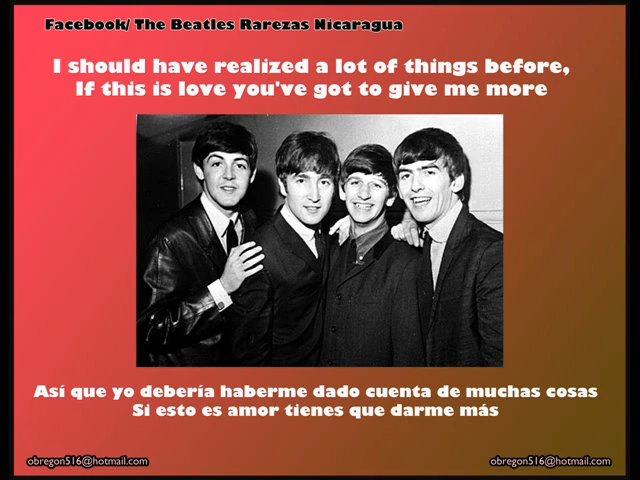 Facebook/ The Beatles Rarezas Nicaragua
I should have realized a lot of things before,
If this is love you've got to give me more
Así que yo debería haberme dado cuenta de muchas cosas
Si esto es amor tienes que darme más
obregon516@hotmail.com
obregon516@hotmail.com